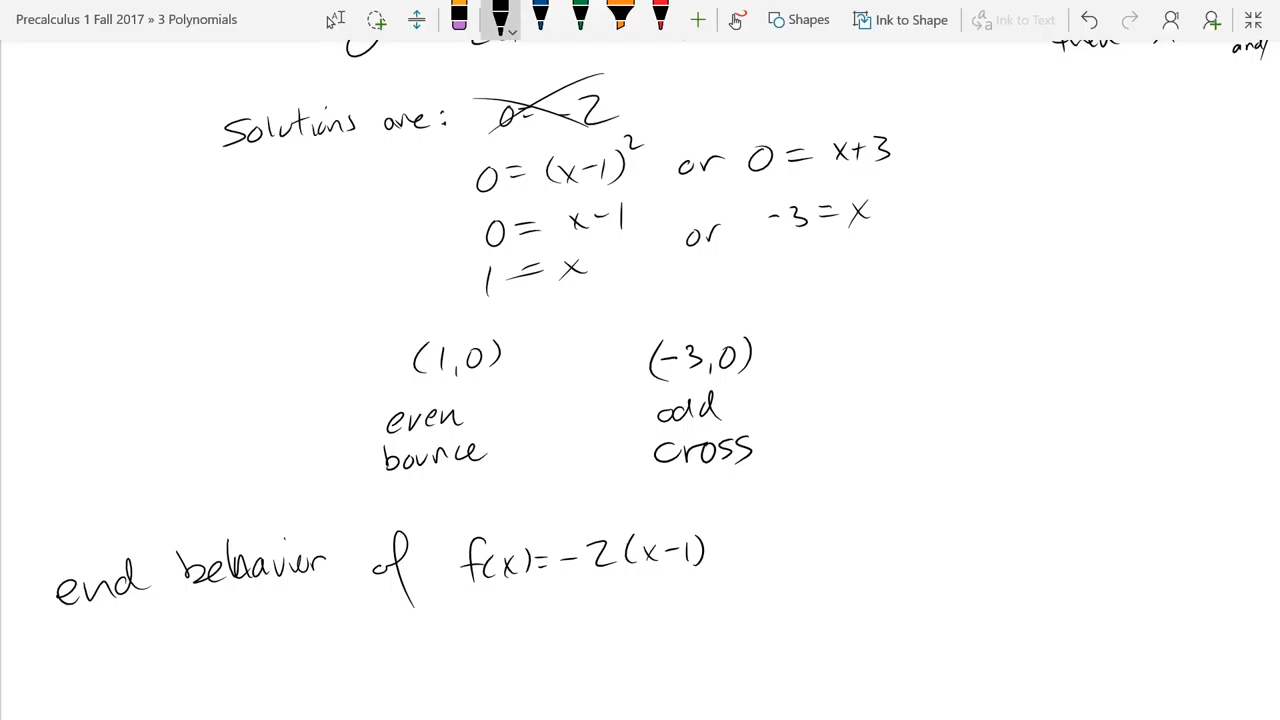 Precalculus 1 Fall 2017 » 3 Polynomials
Shapes
Ink to Shape
Ink to Text
and
Solutions are: 0= -2
0=(x-1)² or 0=x+3
0= x-1 or -3=x
1 = x
(1,0) (-3,0)
even odd
bounce cross
end behavior of f(x)=-2(x-1)